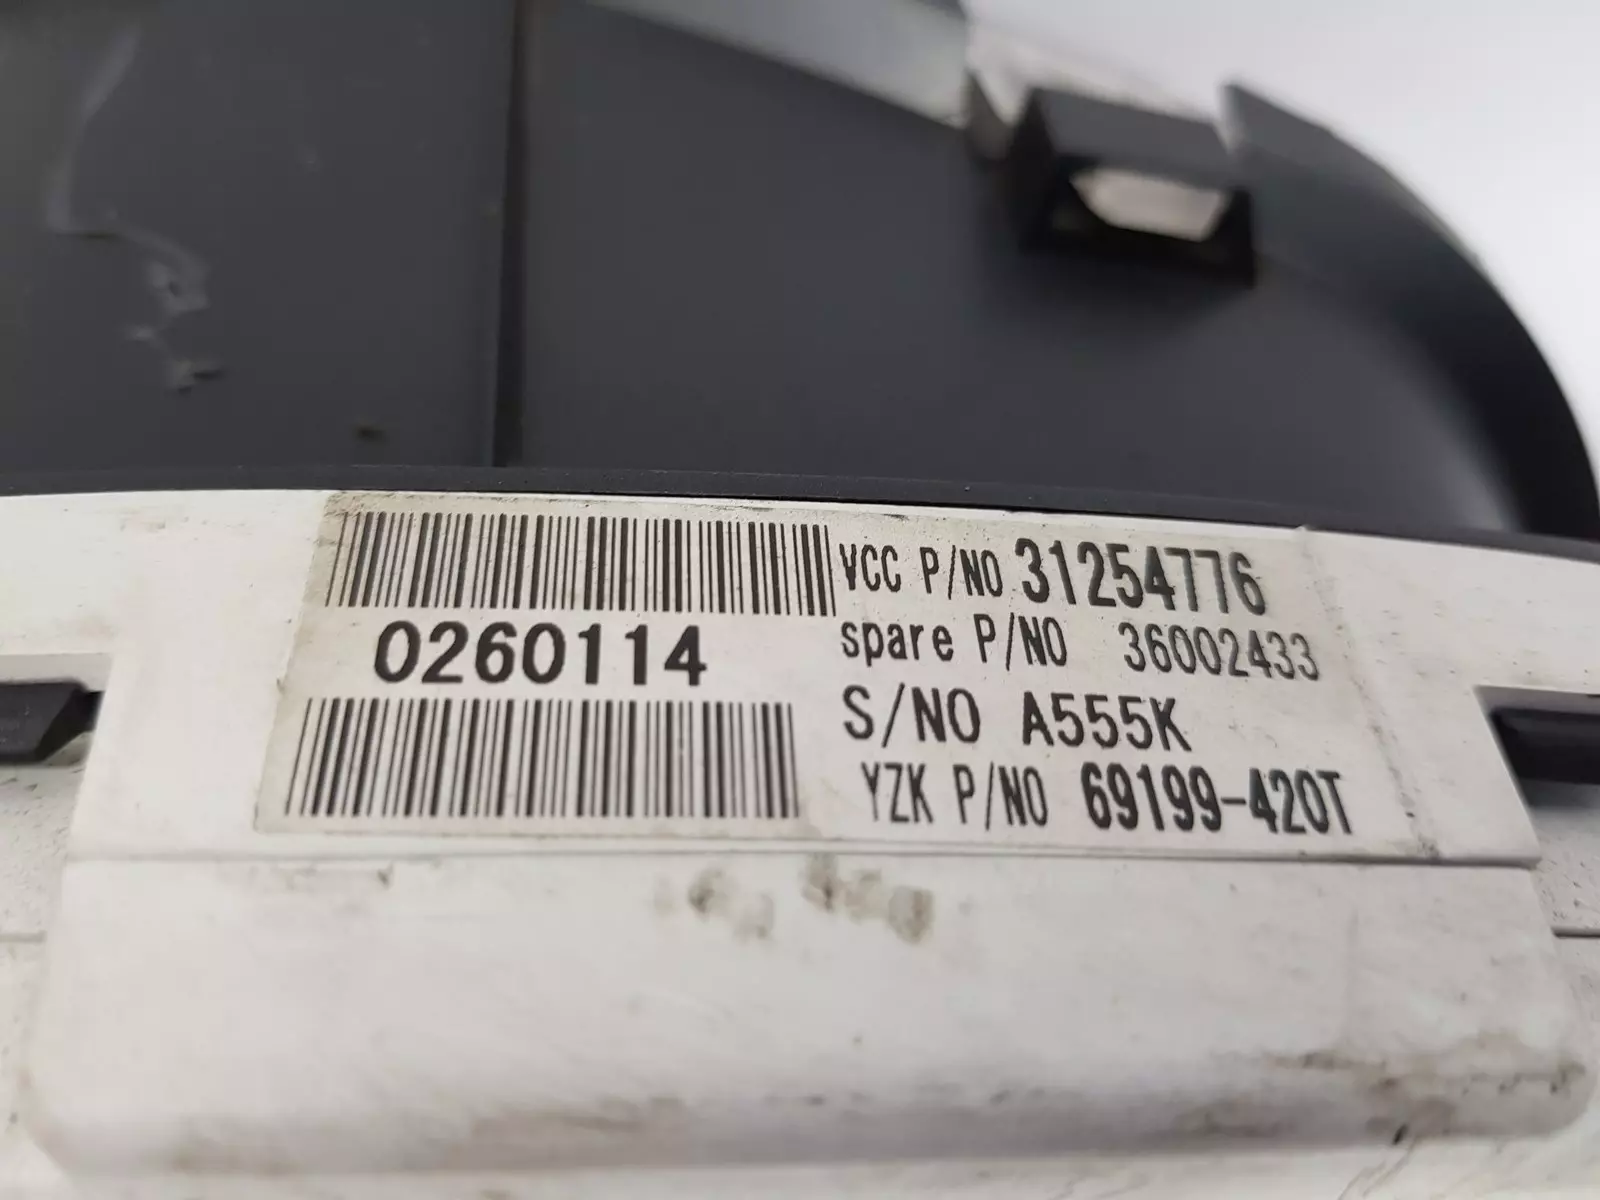 VCC P/NO 31254776
0260114
spare P/NO 36002433
S/NO A555K
YZK P/NO 69199-420T